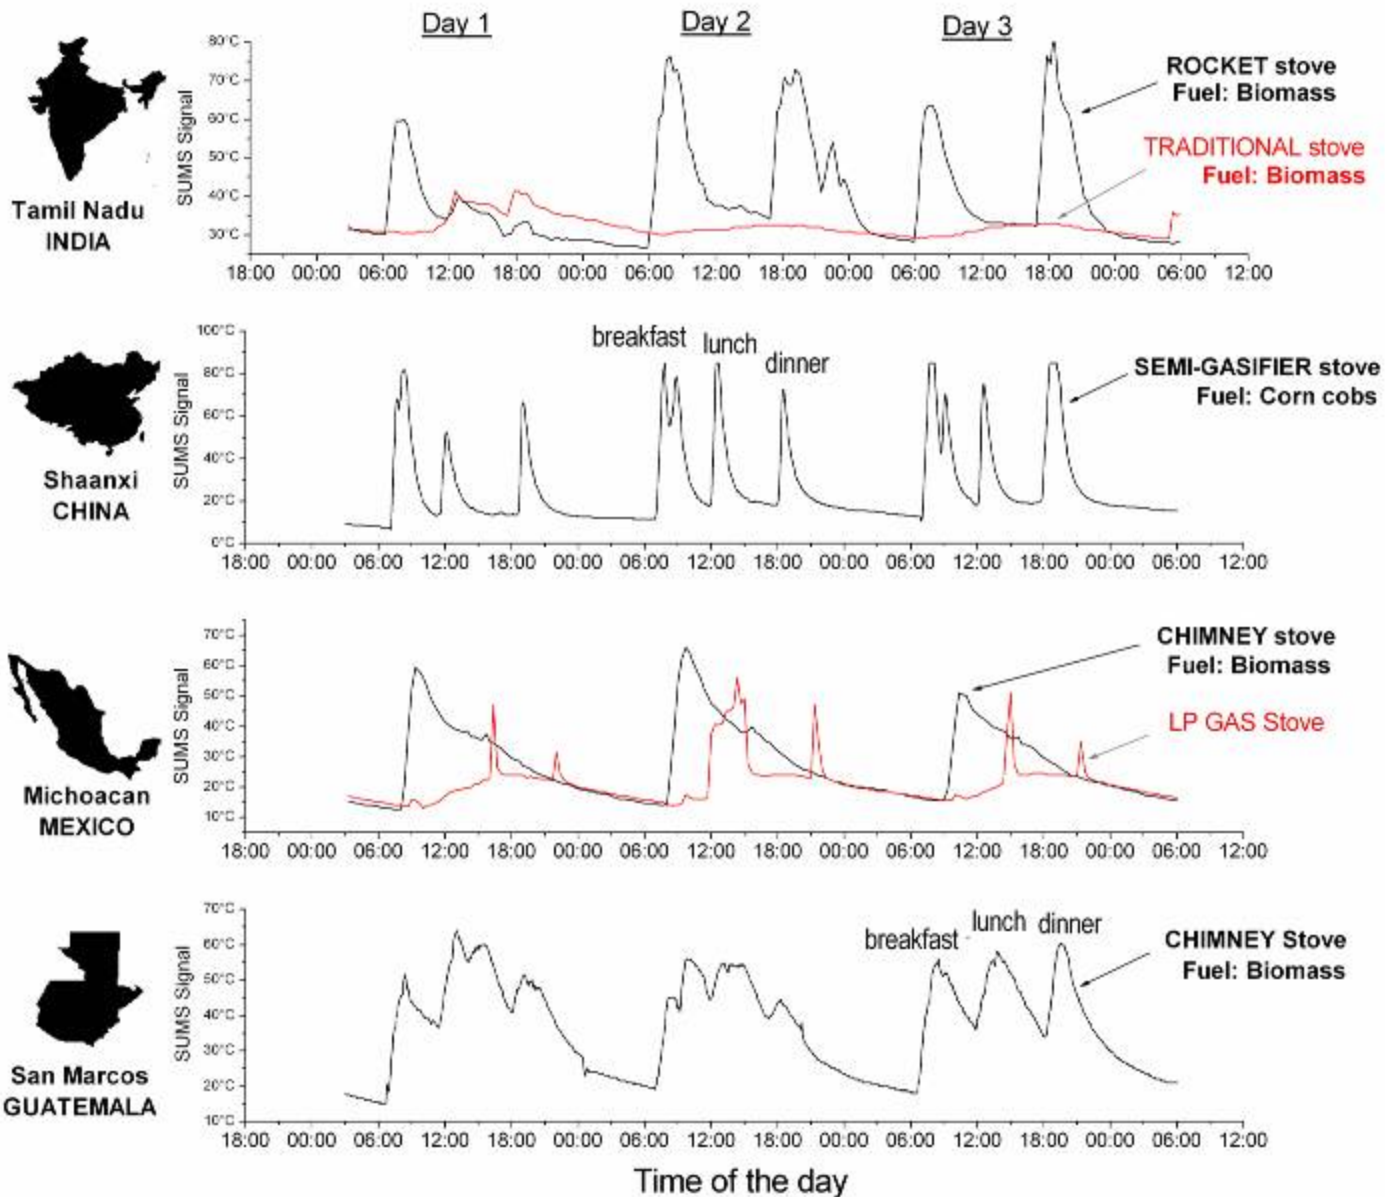 Day 1
Day 2
Day 3
80°C
70°C
60°C
50°C
40°C
30°C
SUMS Signal
ROCKET stove
Fuel: Biomass
TRADITIONAL stove
Fuel: Biomass
Tamil Nadu
INDIA
18:00 00:00 06:00 12:00 18:00 00:00 06:00 12:00 18:00 00:00 06:00 12:00 18:00 00:00 06:00 12:00
100°C
80°C
60°C
40°C
20°C
0°C
SUMS Signal
breakfast
lunch
dinner
SEMI-GASIFIER stove
Fuel: Corn cobs
Shaanxi
CHINA
18:00 00:00 06:00 12:00 18:00 00:00 06:00 12:00 18:00 00:00 06:00 12:00 18:00 00:00 06:00 12:00
70°C
60°C
50°C
40°C
30°C
20°C
10°C
SUMS Signal
CHIMNEY stove
Fuel: Biomass
LP GAS Stove
Michoacan
MEXICO
18:00 00:00 06:00 12:00 18:00 00:00 06:00 12:00 18:00 00:00 06:00 12:00 18:00 00:00 06:00 12:00
70°C
60°C
50°C
40°C
30°C
20°C
10°C
SUMS Signal
breakfast
lunch
dinner
CHIMNEY Stove
Fuel: Biomass
San Marcos
GUATEMALA
18:00 00:00 06:00 12:00 18:00 00:00 06:00 12:00 18:00 00:00 06:00 12:00 18:00 00:00 06:00 12:00
Time of the day